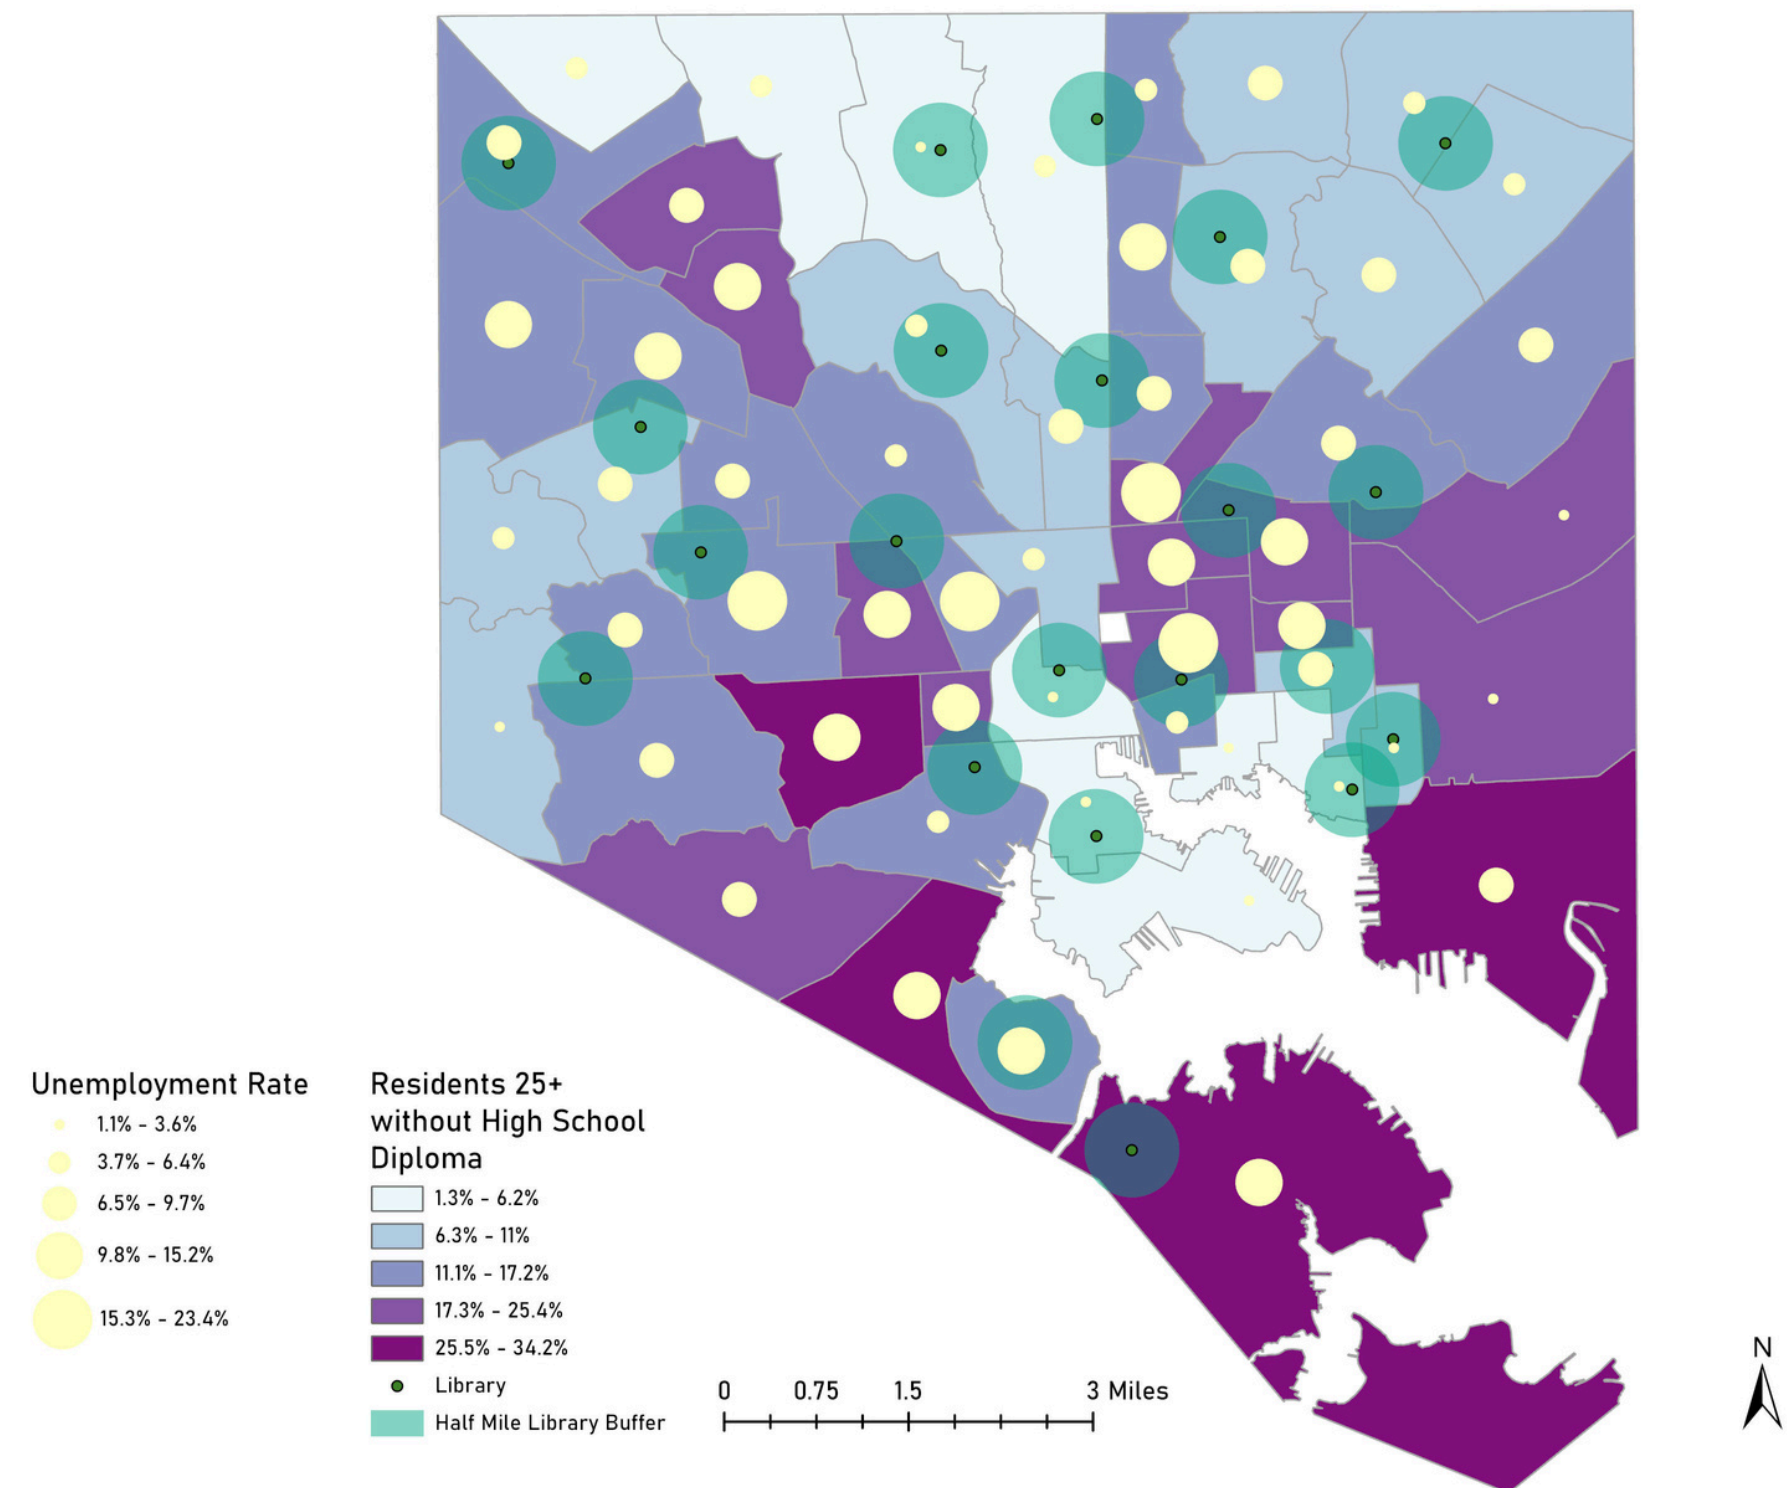 Unemployment Rate
1.1% - 3.6%
3.7% - 6.4%
6.5% - 9.7%
9.8% - 15.2%
15.3% - 23.4%
Residents 25+
without High School
Diploma
1.3% - 6.2%
6.3% - 11%
11.1% - 17.2%
17.3% - 25.4%
25.5% - 34.2%
Library
Half Mile Library Buffer
0 0.75 1.5 3 Miles
N